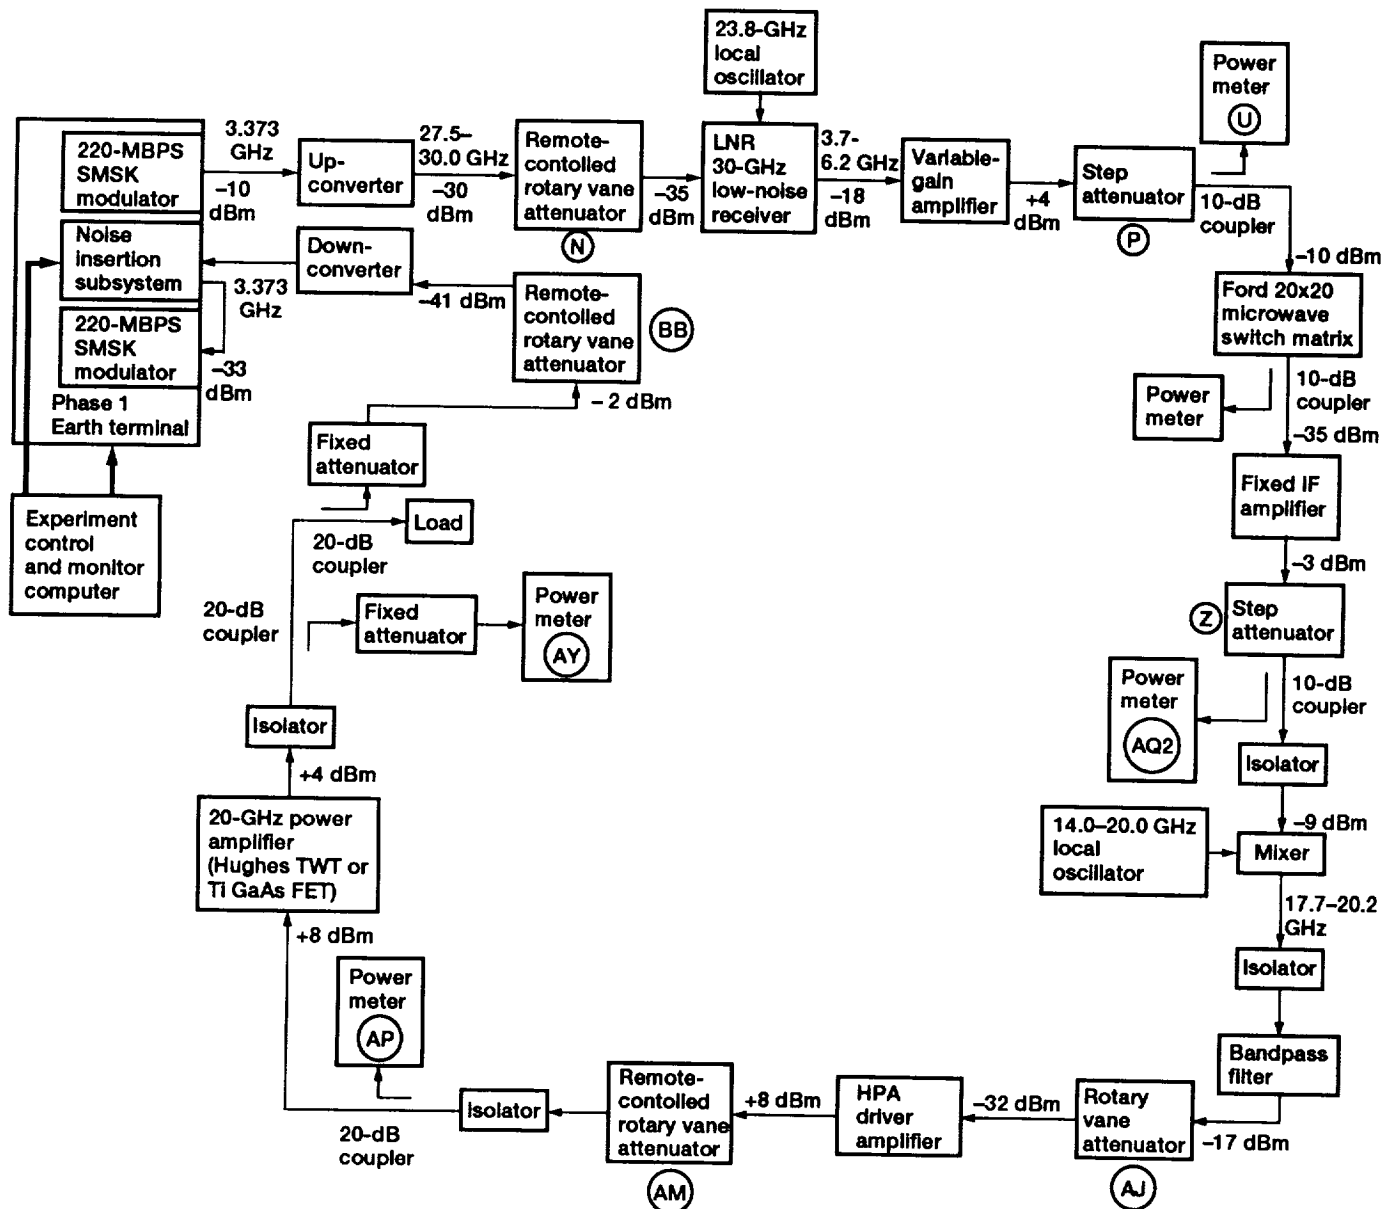 23.8-GHz
local
oscillator
Power
meter
U
220-MBPS
SMSK
modulator
3.373
GHz
–10
dBm
Up-
converter
27.5–
30.0 GHz
–30
dBm
Remote-
contolled
rotary vane
attenuator
N
–35
dBm
LNR
30-GHz
low-noise
receiver
3.7-
6.2 GHz
–18
dBm
Variable-
gain
amplifier
+4
dBm
Step
attenuator
P
10-dB
coupler
–10 dBm
Noise
insertion
subsystem
3.373
GHz
Down-
converter
–41 dBm
Remote-
contolled
rotary vane
attenuator
BB
– 2 dBm
220-MBPS
SMSK
modulator
–33
dBm
Phase 1
Earth terminal
Ford 20x20
microwave
switch matrix
Power
meter
10-dB
coupler
–35 dBm
Fixed
attenuator
Fixed IF
amplifier
–3 dBm
Experiment
control
and monitor
computer
Load
20-dB
coupler
20-dB
coupler
Fixed
attenuator
Power
meter
AY
Z
Step
attenuator
Power
meter
AQ2
10-dB
coupler
Isolator
+4 dBm
Isolator
–9 dBm
20-GHz power
amplifier
(Hughes TWT or
TI GaAs FET)
14.0–20.0 GHz
local
oscillator
Mixer
17.7–20.2
GHz
+8 dBm
Isolator
Power
meter
AP
Bandpass
filter
20-dB
coupler
Isolator
Remote-
contolled
rotary vane
attenuator
AM
+8 dBm
HPA
driver
amplifier
–32 dBm
Rotary
vane
attenuator
AJ
–17 dBm